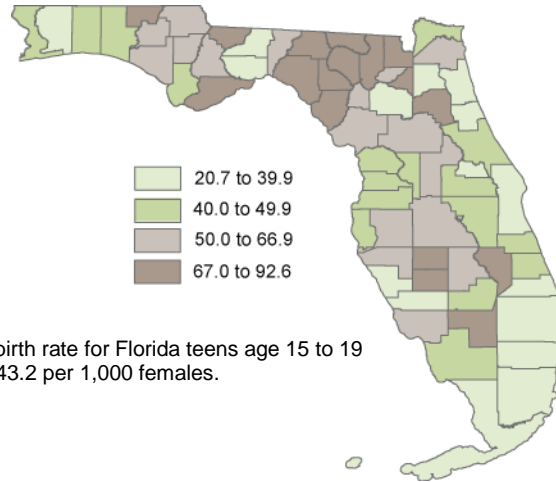 20.7 to 39.9
40.0 to 49.9
50.0 to 66.9
67.0 to 92.6
birth rate for Florida teens age 15 to 19
43.2 per 1,000 females.